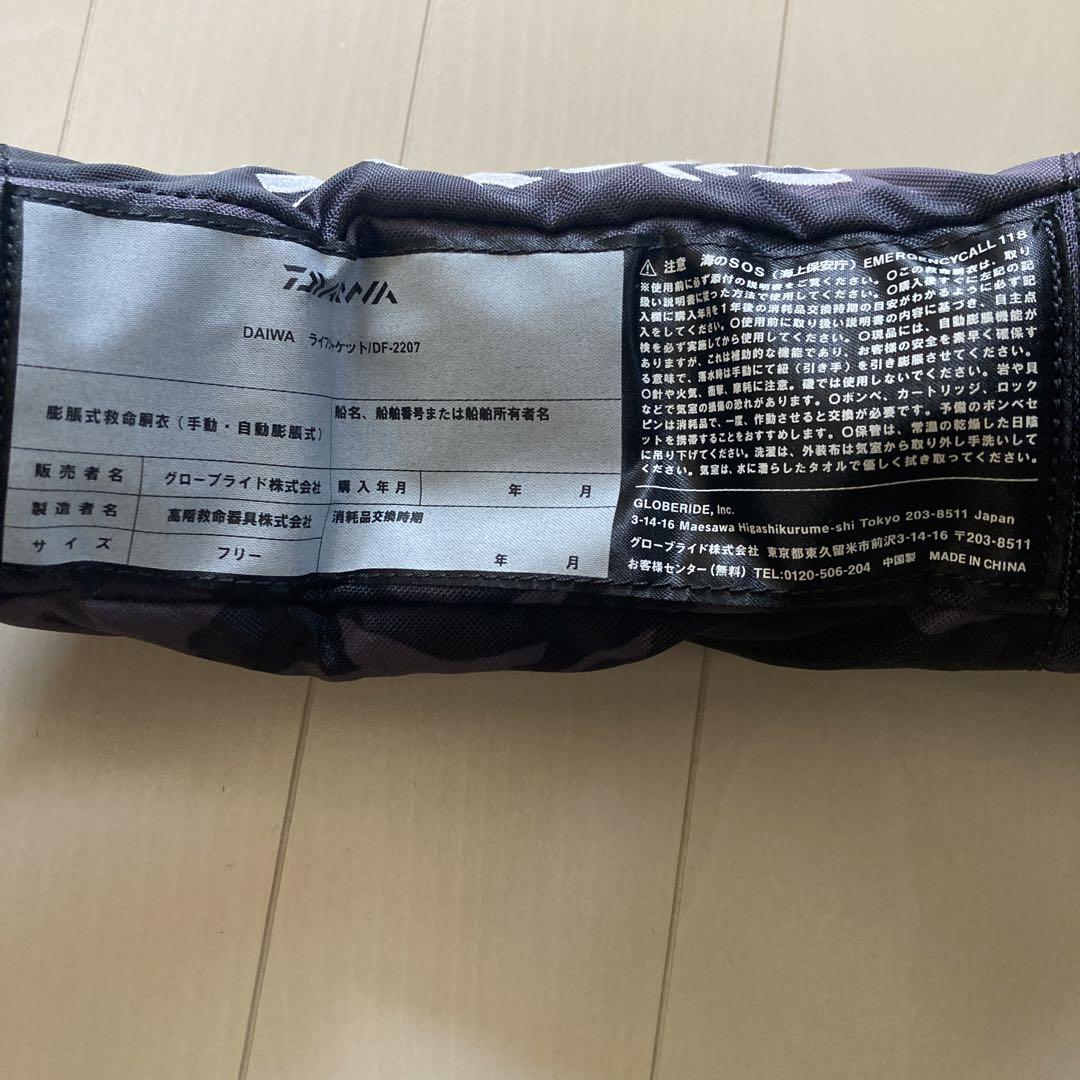 DAIWA
DAIWA ライフジャケット/DF-2207
膨脹式救命胴衣(手動・自動膨脹式)
船名、船舶番号または船舶所有者名
販売者名 グローブライド株式会社 購入年月 年 月
製造者名 高階救命器具株式会社 消耗品交換時期
サイズ フリー 年 月
⚠ 注意 海のSOS(海上保安庁)EMERGENCYCALL 118
※使用前に必ず添付の説明書をご覧ください。〇この救命胴衣は、取り
扱い説明書に従った方法で使用してください。〇購入後すぐに左記の記
入欄に購入年月を1年後の消耗品交換時期の目安がわかるように必ず記
入をしてください。〇使用前に取り扱い説明書の内容に基づき、自主点
検を必ず実施してから使用してください。〇現品には、自動膨脹機能が
ありますが、これは補助的な機能であり、お客様の安全を素早く確保す
る意味で、落水時は手動にて紐(引き手)を引き膨脹させてください。
〇針や火気、衝撃、摩耗に注意。磯では使用しないでください。岩や貝
などで気室の損傷の恐れがあります。〇ボンベ、カートリッジ、ロック
ピンは消耗品で、一度、作動させると交換が必要です。予備のボンベセ
ットを携帯することをおすすめします。〇保管は、常温の乾燥した日陰
に吊り下げてください。洗濯は、外装布は気室から取り外し手洗いして
ください。気室は、水に濡らしたタオルで優しく拭き取ってください。
GLOBERIDE, Inc.
3-14-16 Maesawa Higashikurume-shi Tokyo 203-8511 Japan
グローブライド株式会社 東京都東久留米市前沢3-14-16 〒203-8511
お客様センター(無料) TEL:0120-506-204 中国製 MADE IN CHINA